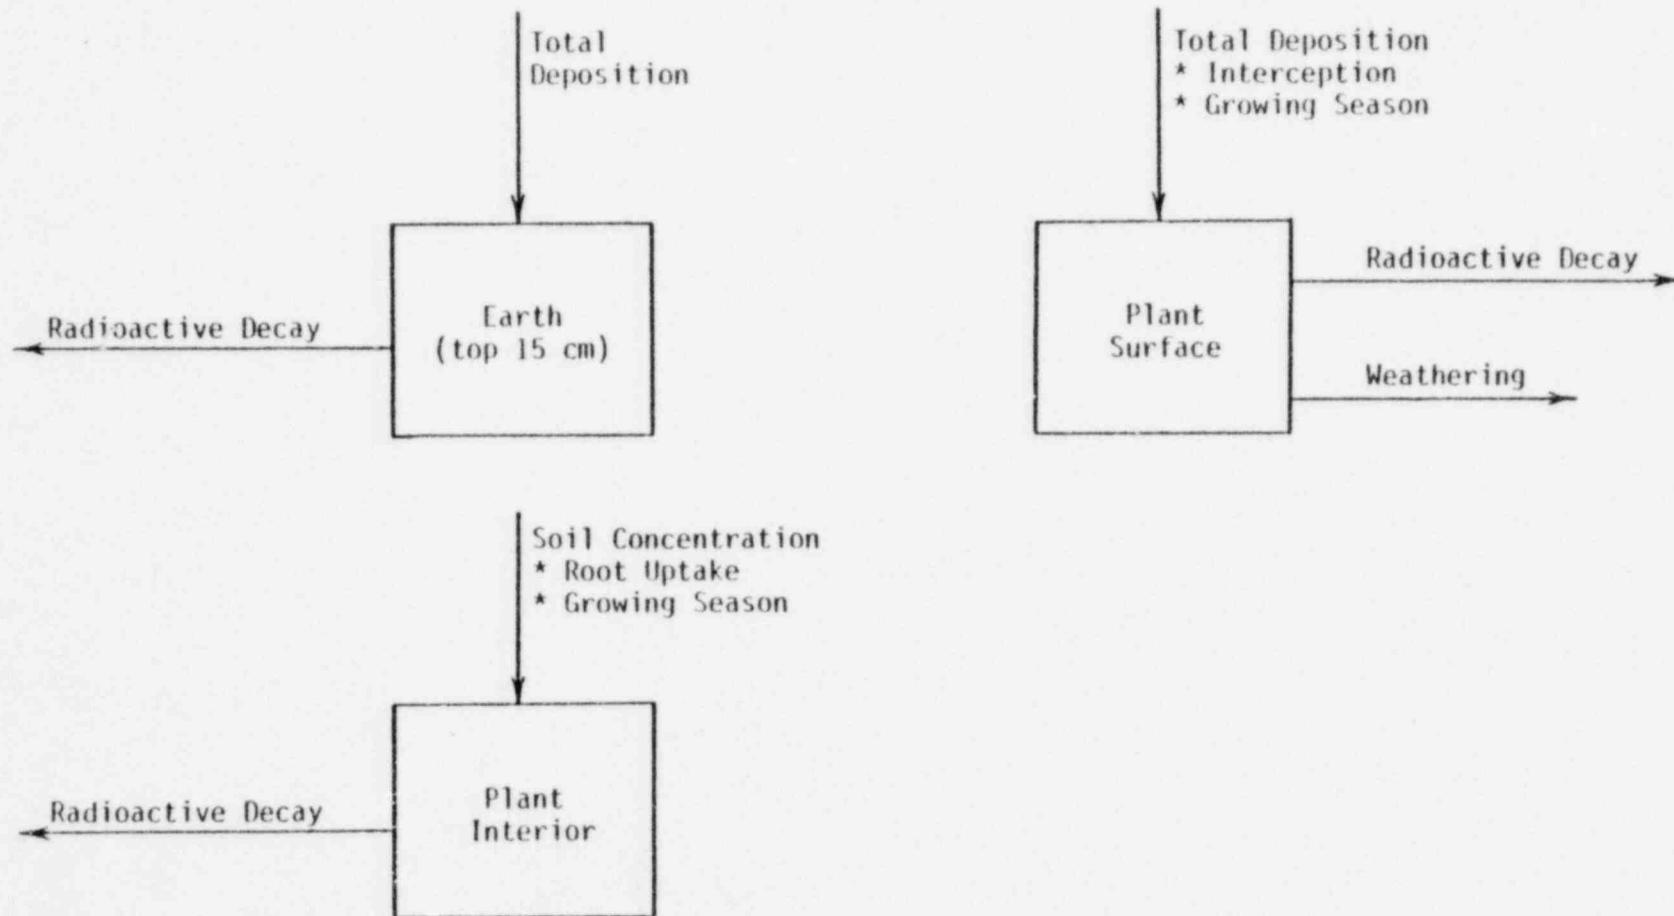 Total
Deposition
Radioactive Decay
Earth
(top 15 cm)
Total Deposition
* Interception
* Growing Season
Plant
Surface
Radioactive Decay
Weathering
Soil Concentration
* Root Uptake
* Growing Season
Radioactive Decay
Plant
Interior